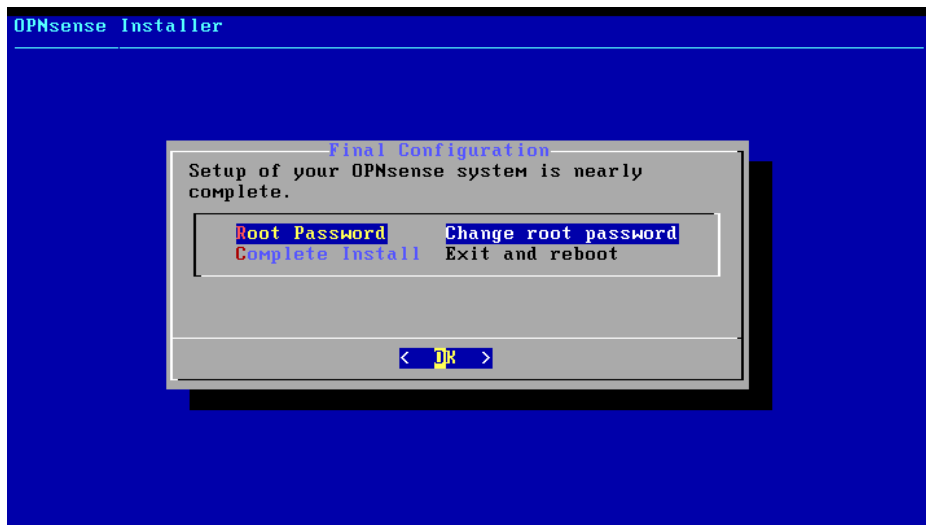 OPNsense Installer
Final Configuration
Setup of your OPNsense system is nearly
complete.
Root Password Change root password
Complete Install Exit and reboot
< OK >